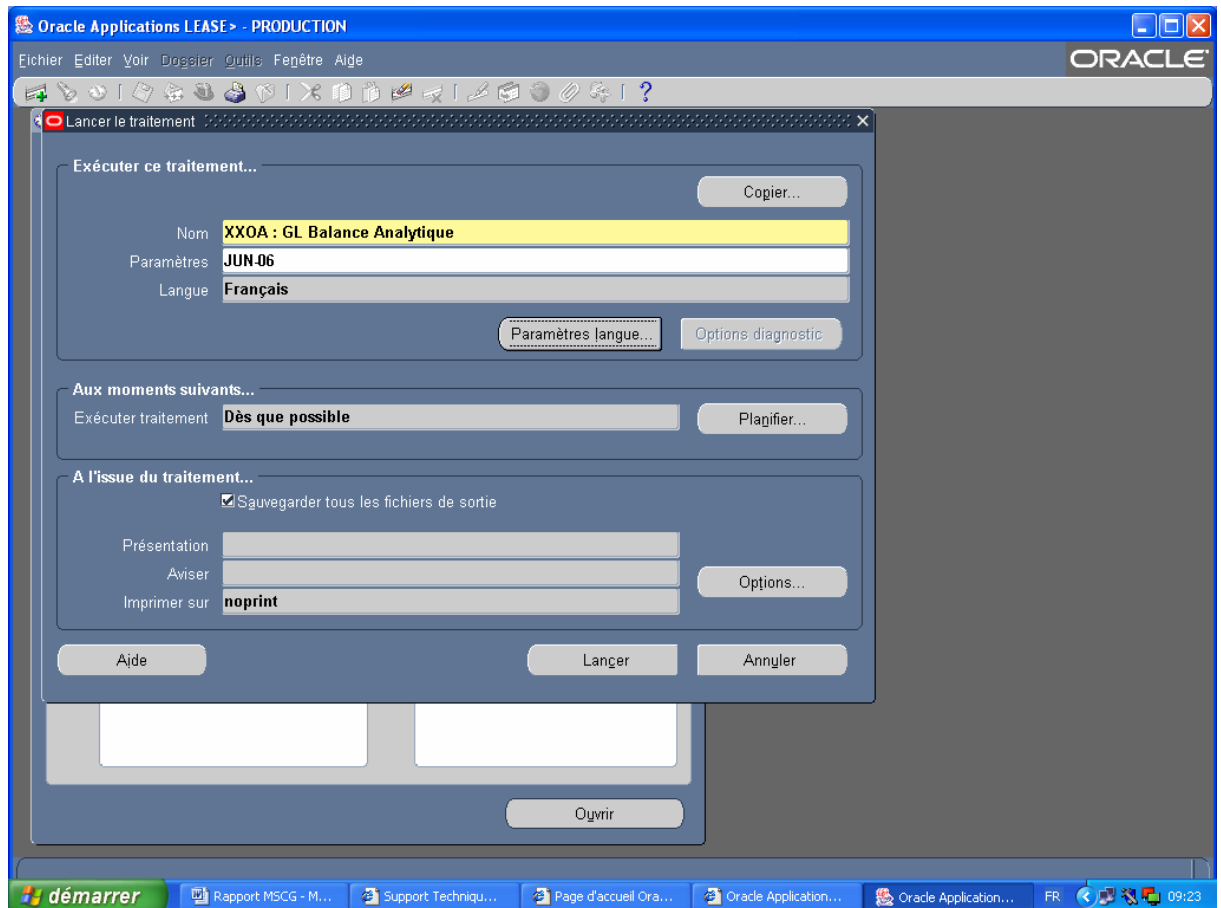 Oracle Applications LEASE> - PRODUCTION
Fichier Editer Voir Dossier Outils Fenêtre Aide
ORACLE
Lancer le traitement
Exécuter ce traitement...
Copier...
Nom XXOA : GL Balance Analytique
Paramètres JUN-06
Langue Français
Paramètres langue... Options diagnostic
Aux moments suivants...
Exécuter traitement Dès que possible Planifier...
A l'issue du traitement...
Sauvegarder tous les fichiers de sortie
Présentation
Aviser
Options...
Imprimer sur noprint
Aide Lancer Annuler
Ouvrir
démarrer Rapport MSCG - M... Support Techniqu... Page d'accueil Ora... Oracle Application... Oracle Application... FR 09:23